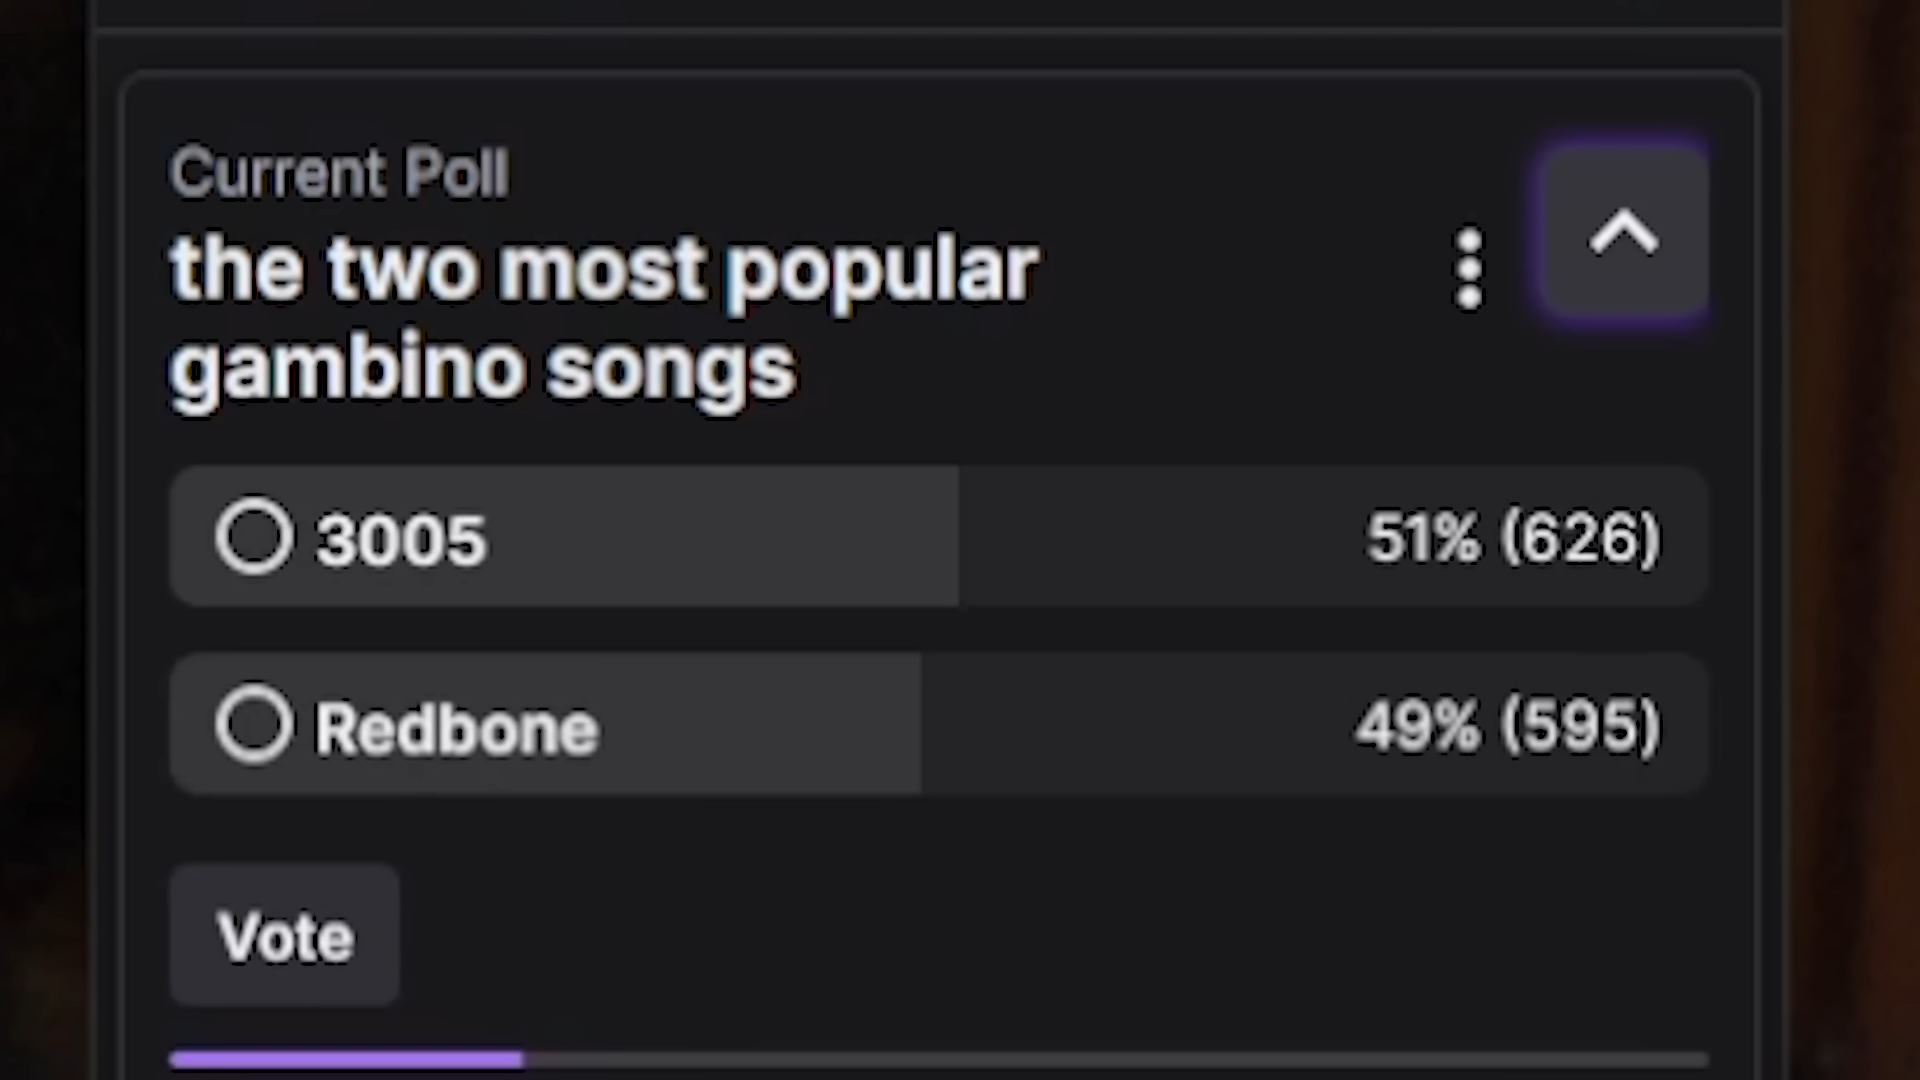 Current Poll
the two most popular
gambino songs
3005 51% (626)
Redbone 49% (595)
Vote